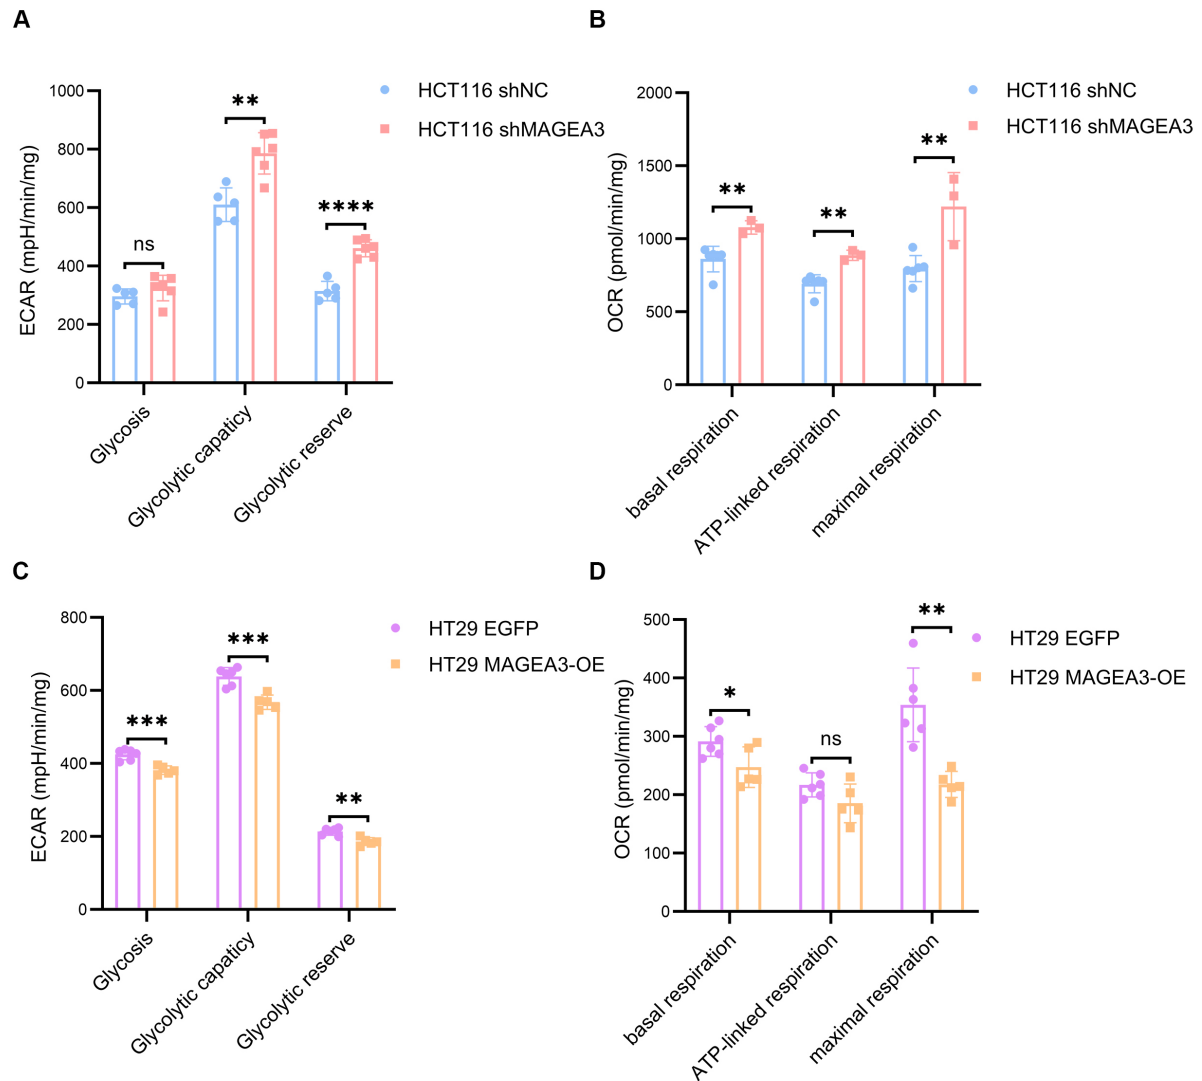 A
HCT116 shNC
HCT116 shMAGEA3
ECAR (mpH/min/mg)
1000
800
600
400
200
0
ns
**
****
Glycosis
Glycolytic capaticy
Glycolytic reserve
B
HCT116 shNC
HCT116 shMAGEA3
OCR (pmol/min/mg)
2000
1500
1000
500
0
**
**
**
basal respiration
ATP-linked respiration
maximal respiration
C
HT29 EGFP
HT29 MAGEA3-OE
ECAR (mpH/min/mg)
800
600
400
200
0
***
***
**
Glycosis
Glycolytic capaticy
Glycolytic reserve
D
HT29 EGFP
HT29 MAGEA3-OE
OCR (pmol/min/mg)
500
400
300
200
100
0
*
ns
**
basal respiration
ATP-linked respiration
maximal respiration